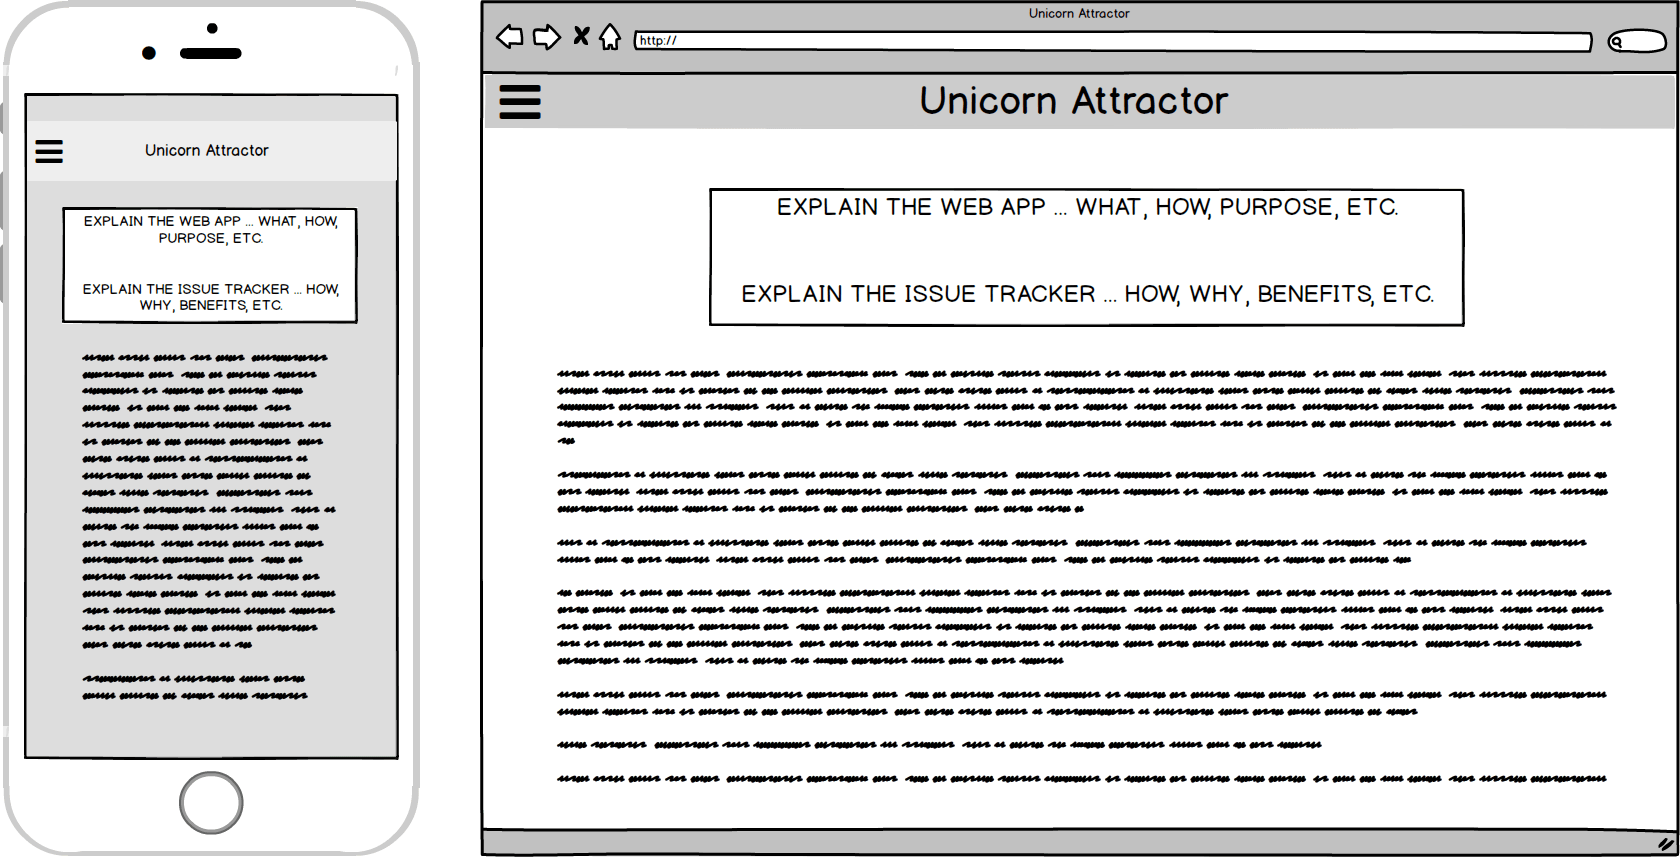 Unicorn Attractor
EXPLAIN THE WEB APP ... WHAT, HOW,
PURPOSE, ETC.
EXPLAIN THE ISSUE TRACKER ... HOW,
WHY, BENEFITS, ETC.
Unicorn Attractor
http://
Unicorn Attractor
EXPLAIN THE WEB APP ... WHAT, HOW, PURPOSE, ETC.
EXPLAIN THE ISSUE TRACKER ... HOW, WHY, BENEFITS, ETC.